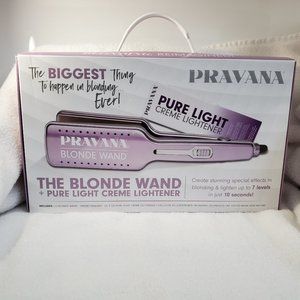 The BIGGEST Thing
To happen in blonding
Ever!
PRAVANA
PRAVANA
PURE LIGHT
CREME LIGHTENER
PRAVANA
BLONDE WAND
THE BLONDE WAND
+ PURE LIGHT CREME LIGHTENER
Create stunning special effects in
blonding & lighten up to 7 levels
in just 10 seconds!